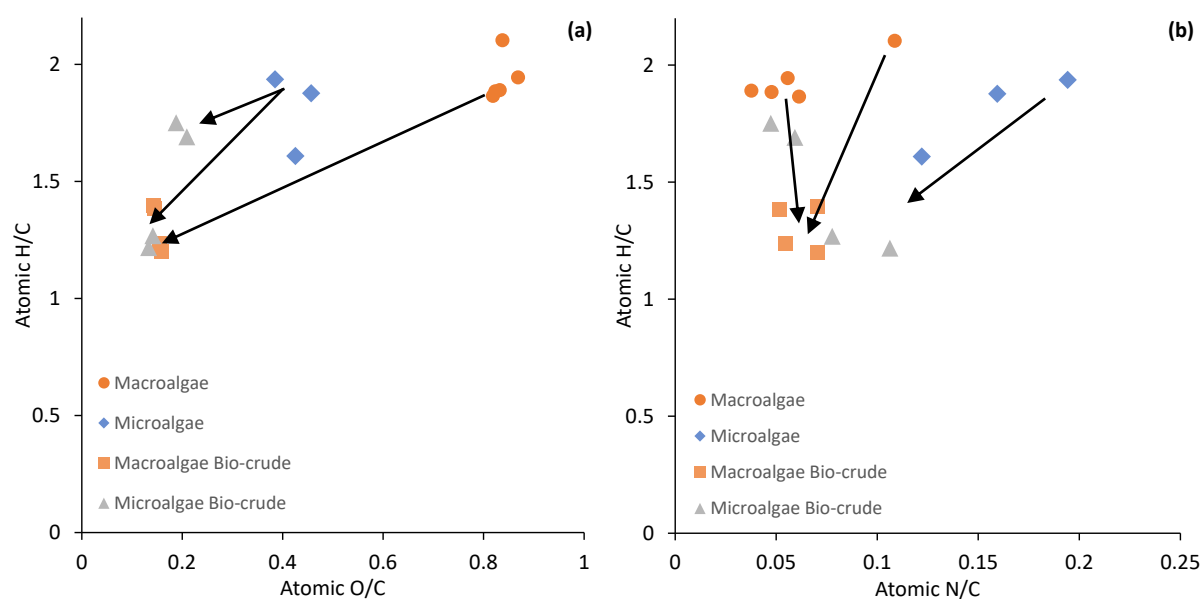 (a)
2
1.5
1
0.5
0
Atomic H/C
Macroalgae
Microalgae
Macroalgae Bio-crude
Microalgae Bio-crude
0 0.2 0.4 0.6 0.8 1
Atomic O/C
(b)
2
1.5
1
0.5
0
Atomic H/C
Macroalgae
Microalgae
Macroalgae Bio-crude
Microalgae Bio-crude
0 0.05 0.1 0.15 0.2 0.25
Atomic N/C